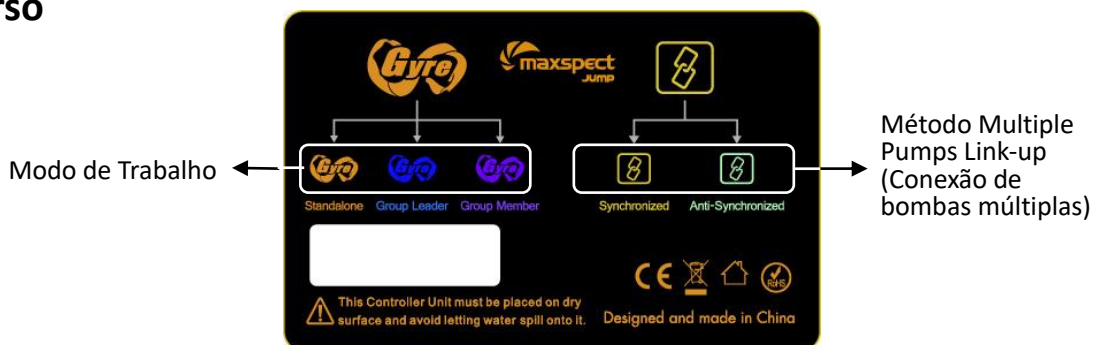 rso
Gyre
maxspect
JUMP
Modo de Trabalho
Gyre Gyre Gyre
Standalone Group Leader Group Member
Synchronized Anti-Synchronized
Método Multiple
Pumps Link-up
(Conexão de
bombas múltiplas)
CE
RoHS
This Controller Unit must be placed on dry
surface and avoid letting water spill onto it.
Designed and made in China